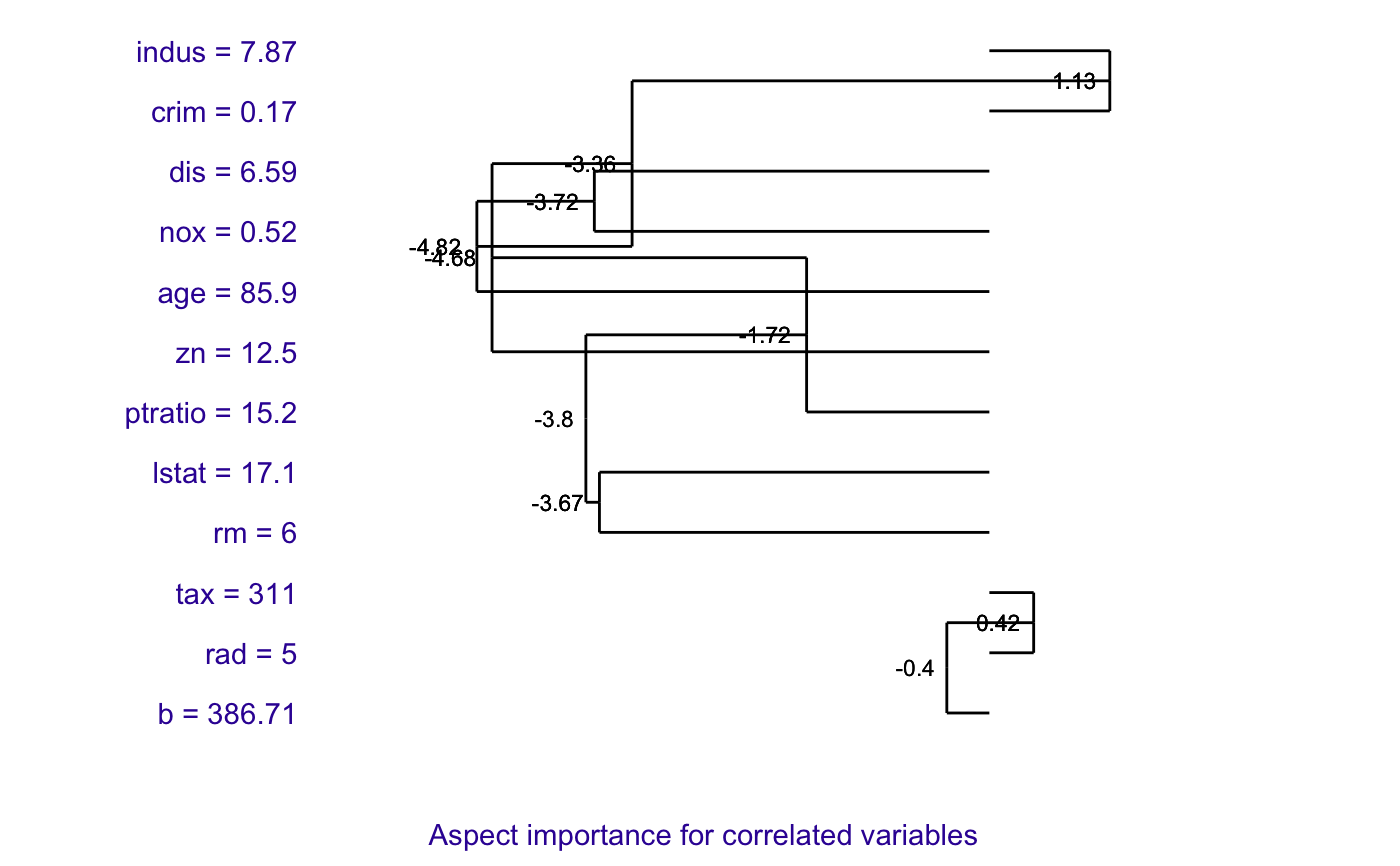 indus = 7.87
1.13
crim = 0.17
-3.36
dis = 6.59
-3.72
nox = 0.52
-4.82
-4.68
age = 85.9
-1.72
zn = 12.5
ptratio = 15.2
-3.8
lstat = 17.1
-3.67
rm = 6
tax = 311
0.42
rad = 5
-0.4
b = 386.71
Aspect importance for correlated variables